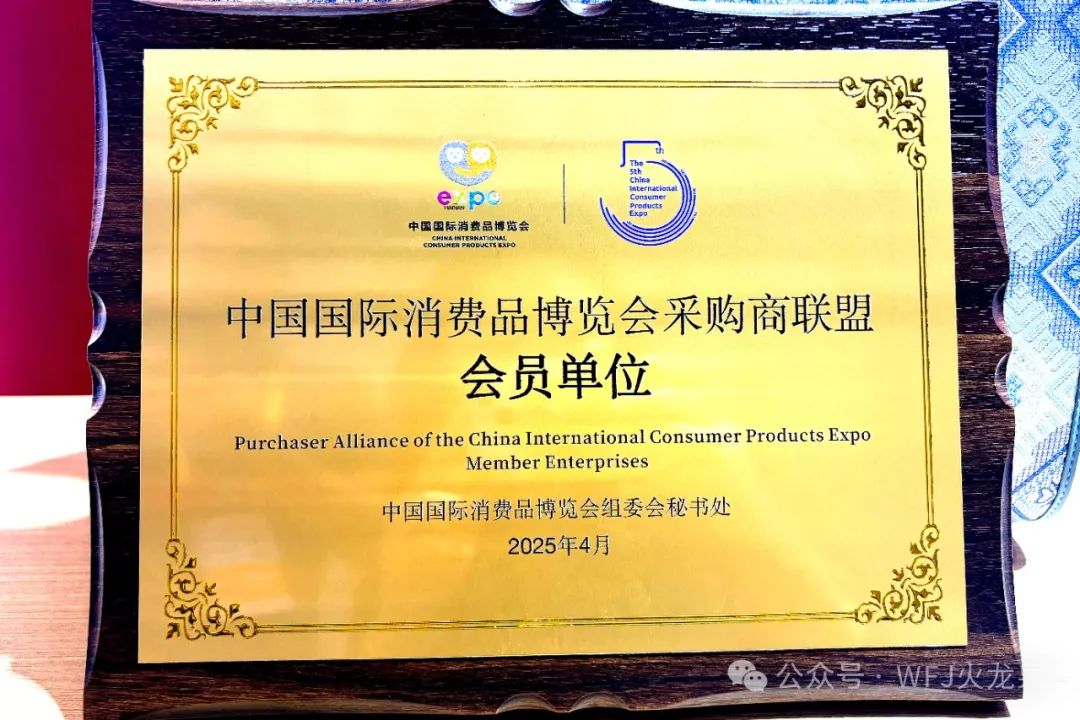 expo
HAINAN
中国国际消费品博览会
CHINA INTERNATIONAL
CONSUMER PRODUCTS EXPO
5th
The
5th
China
International
Consumer
Products
Expo
中国国际消费品博览会采购商联盟
会员单位
Purchaser Alliance of the China International Consumer Products Expo
Member Enterprises
中国国际消费品博览会组委会秘书处
2025年4月
公众号 · WFJ火龙